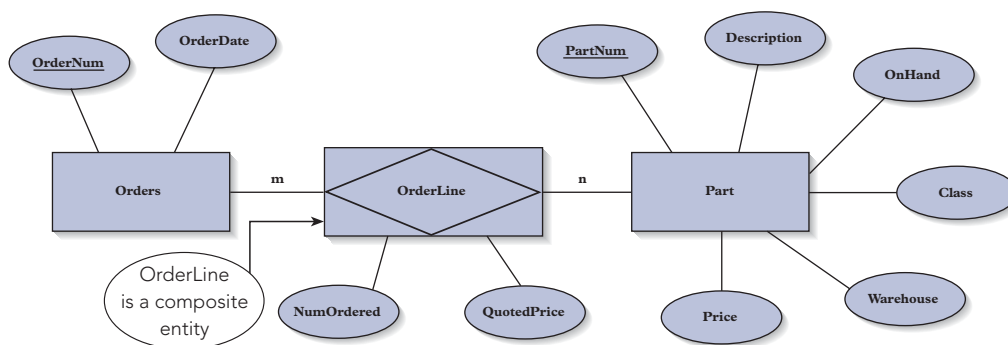 OrderNum
OrderDate
PartNum
Description
OnHand
Orders
m
OrderLine
n
Part
Class
OrderLine
is a composite
entity
NumOrdered
QuotedPrice
Price
Warehouse